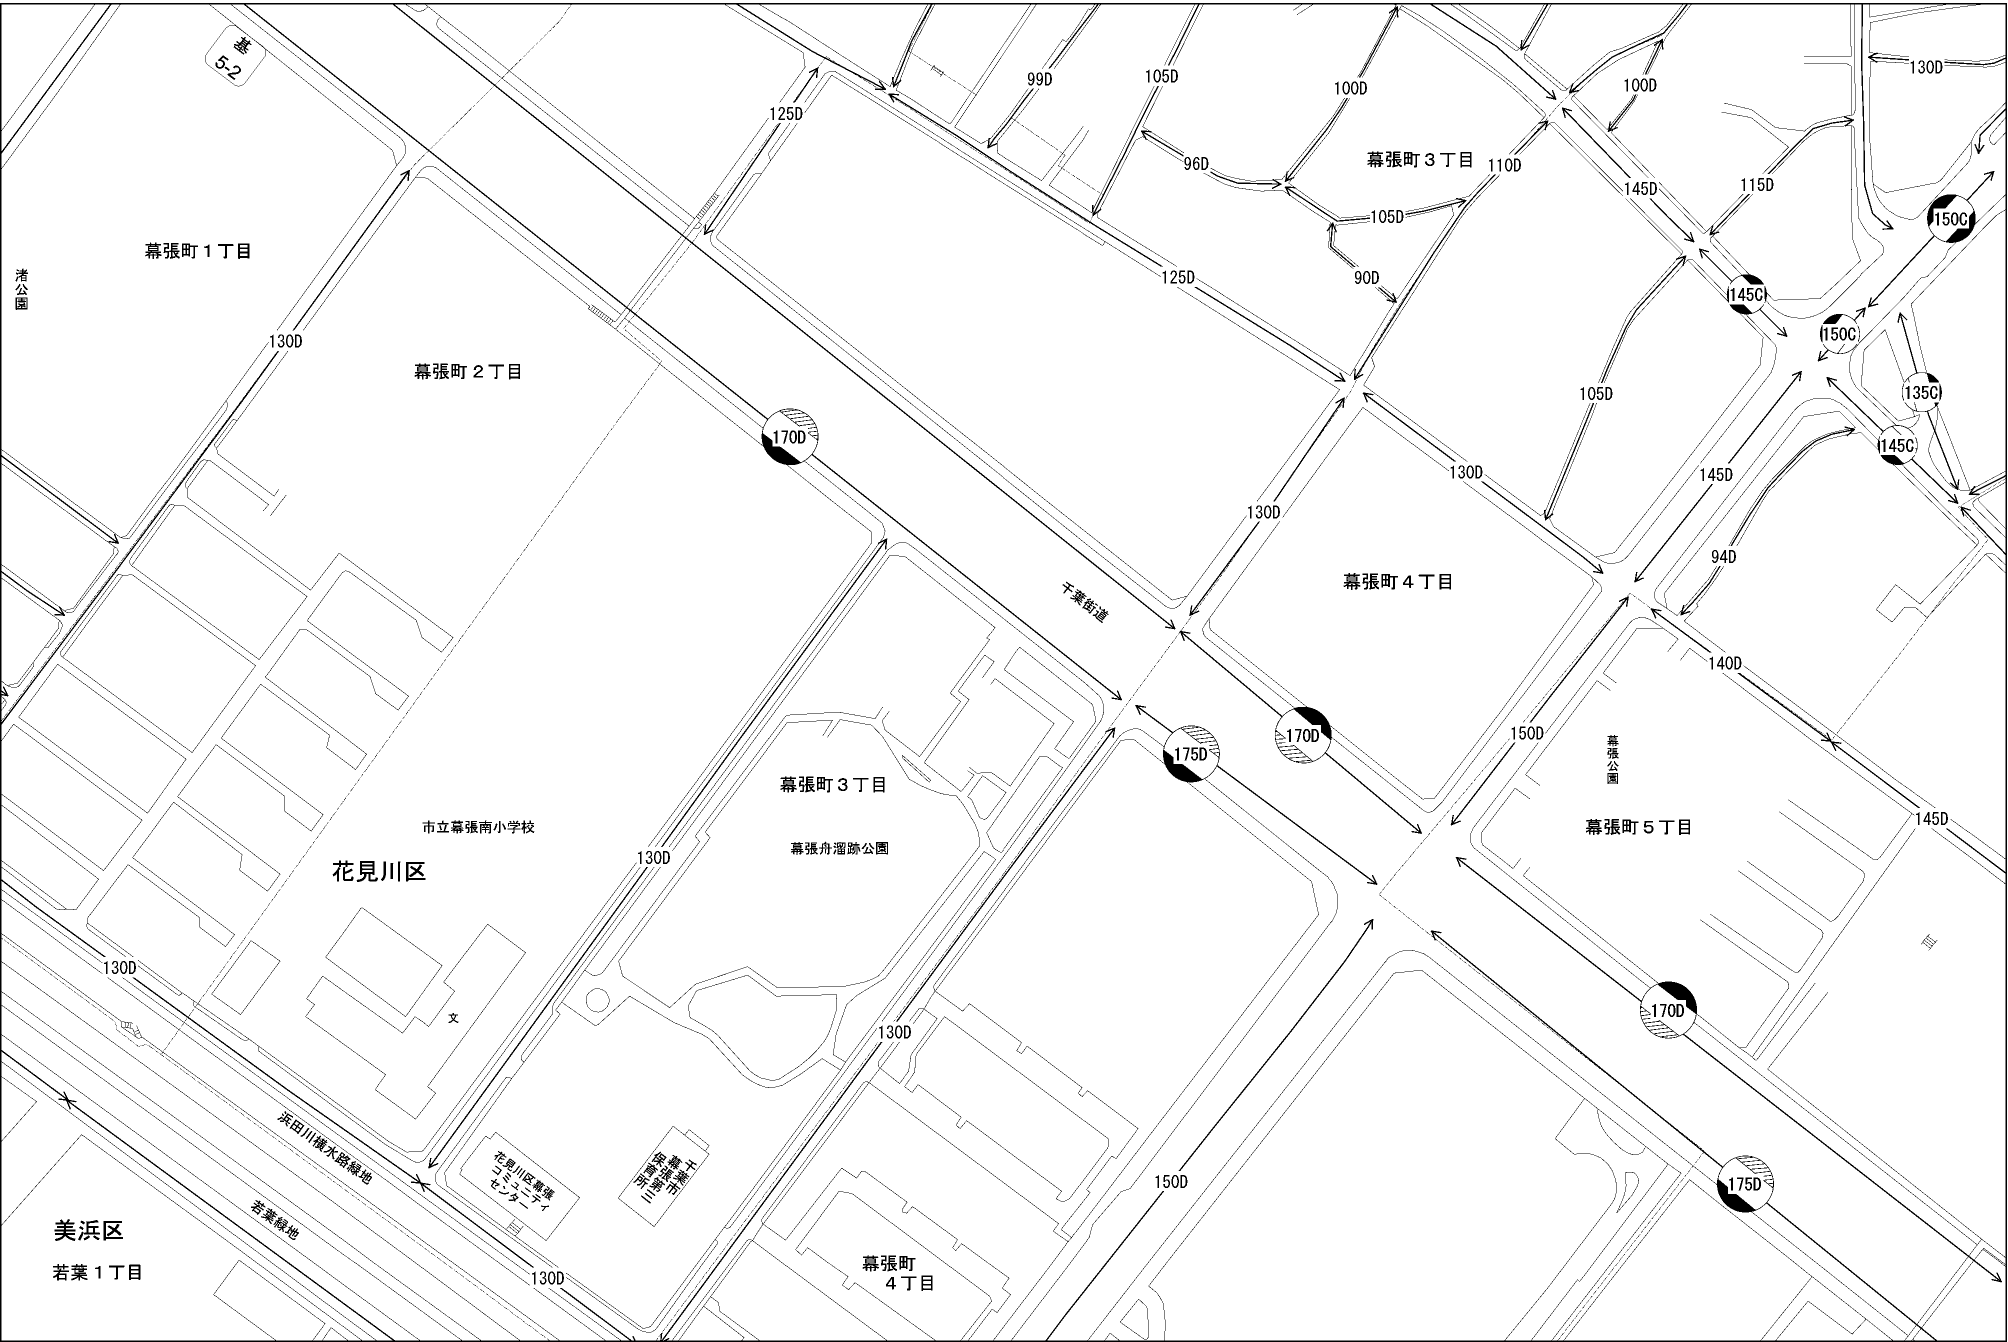 基
5-2
99D
105D
100D
100D
130D
125D
96D
幕張町３丁目
110D
145D
115D
105D
150C
幕張町１丁目
渚公園
125D
90D
145C
150C
130D
幕張町２丁目
105D
135C
170D
145C
130D
145D
130D
94D
千葉街道
幕張町４丁目
140D
150D
170D
175D
幕張公園
幕張町３丁目
145D
市立幕張南小学校
幕張町５丁目
幕張舟溜跡公園
130D
花見川区
130D
170D
文
130D
浜田川横水路緑地
花見川区幕張
コミュニティ
センター
千葉市
幕張第三
保育所
150D
175D
若葉緑地
美浜区
若葉１丁目
130D
幕張町
４丁目